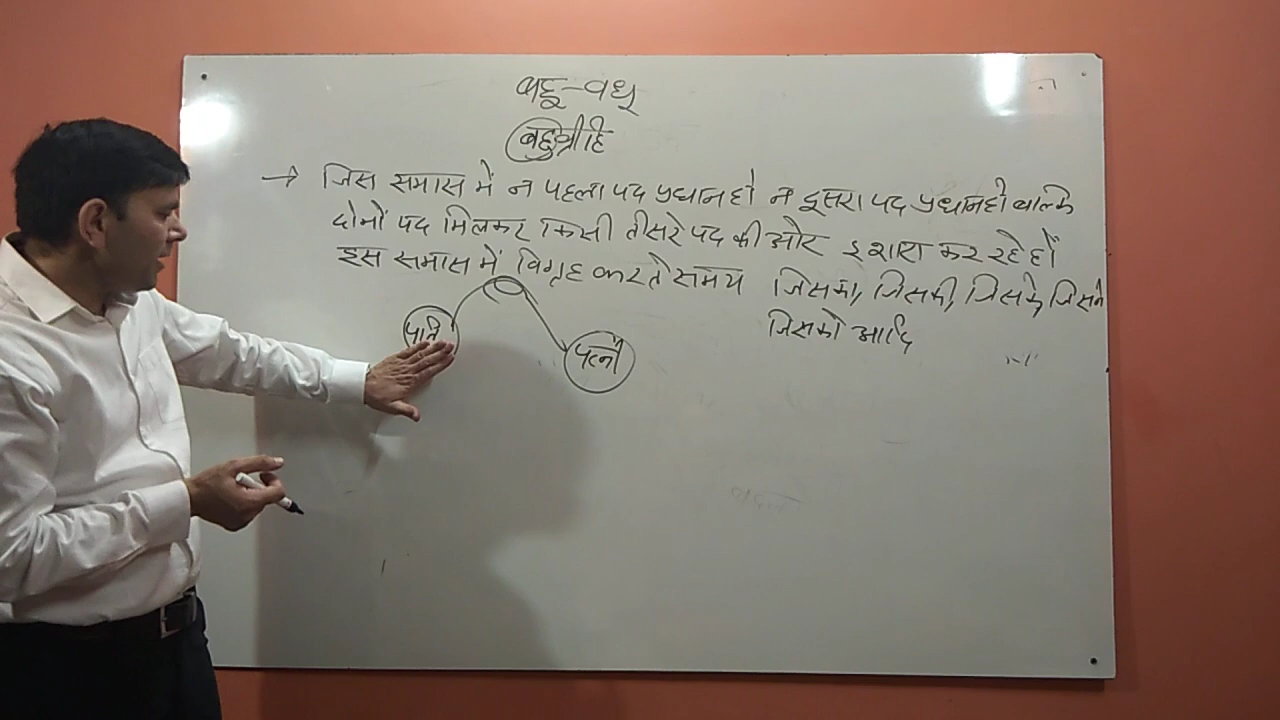 बहू-वधू
बहुव्रीहि
→ जिस समास में न पहला पद प्रधान हो न दूसरा पद प्रधान हो बल्कि
दोनों पद मिलकर किसी तीसरे पद की ओर इशारा कर रहे हों
इस समास में विग्रह करते समय जिसका, जिसकी, जिसके, जिसने
जिसको आदि
पति
पत्नी